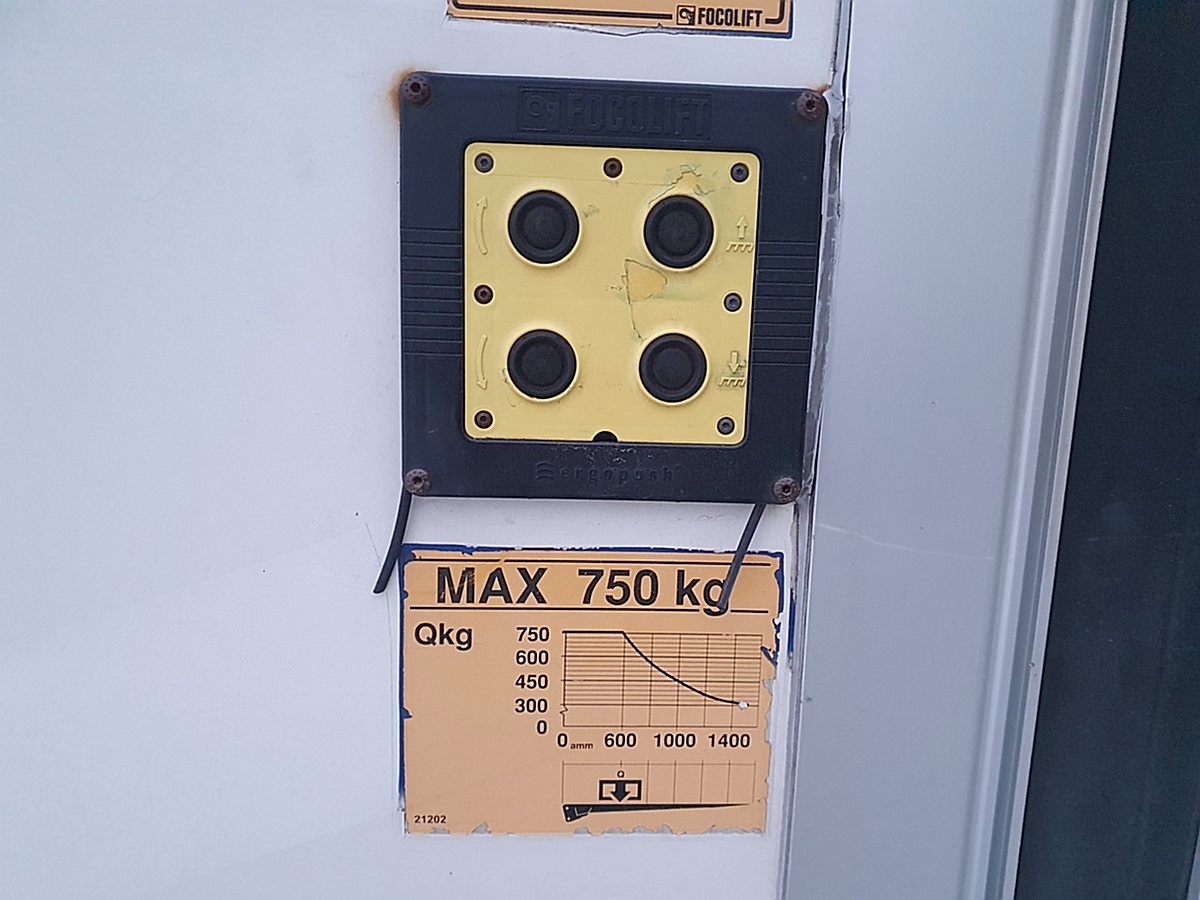 FOCOLIFT
FOCOLIFT
ergopush
MAX 750 kg
Qkg
750
600
450
300
0
0 amm 600 1000 1400
Q
21202